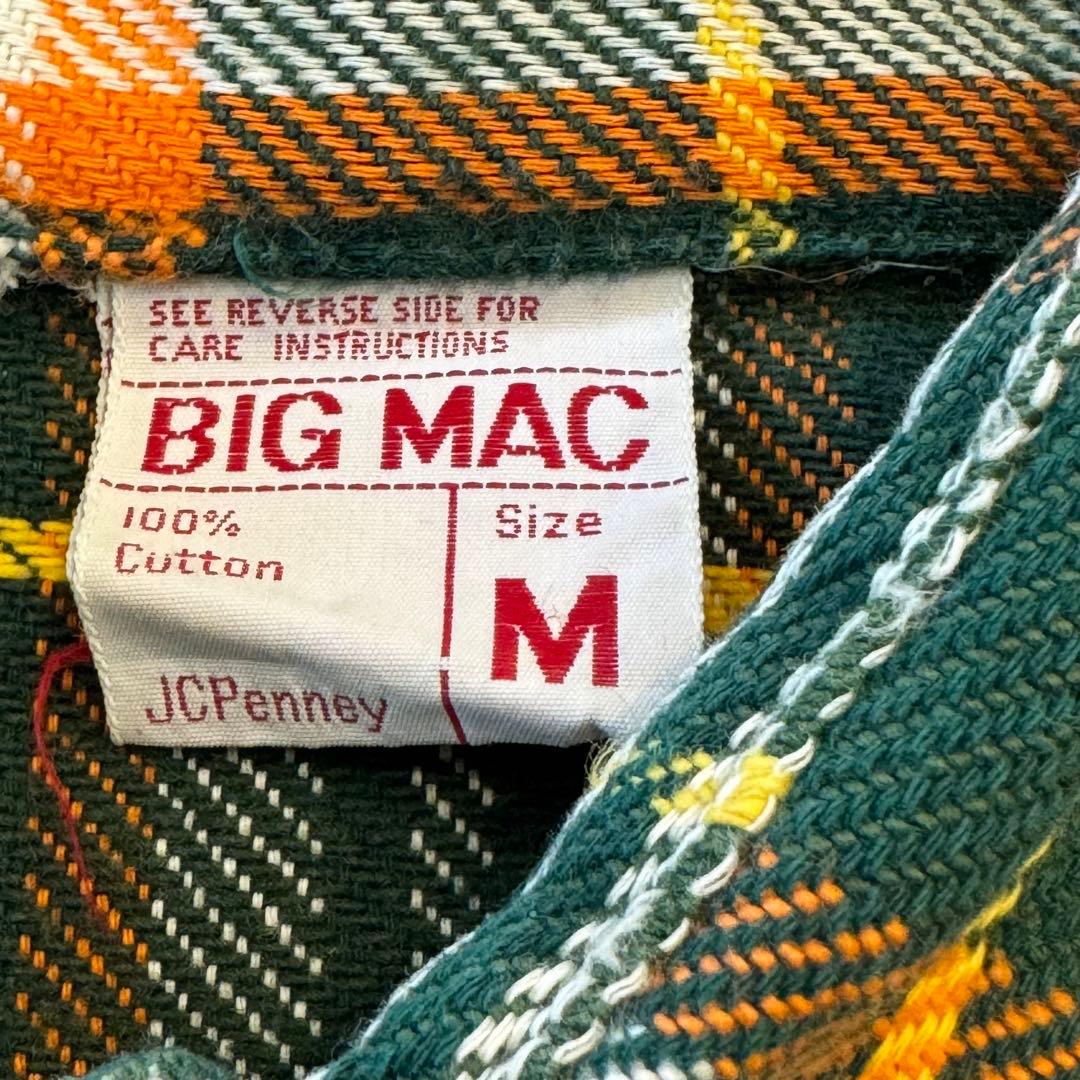 SEE REVERSE SIDE FOR
CARE INSTRUCTIONS
BIG MAC
100%
Cotton
Size
M
JCPenney